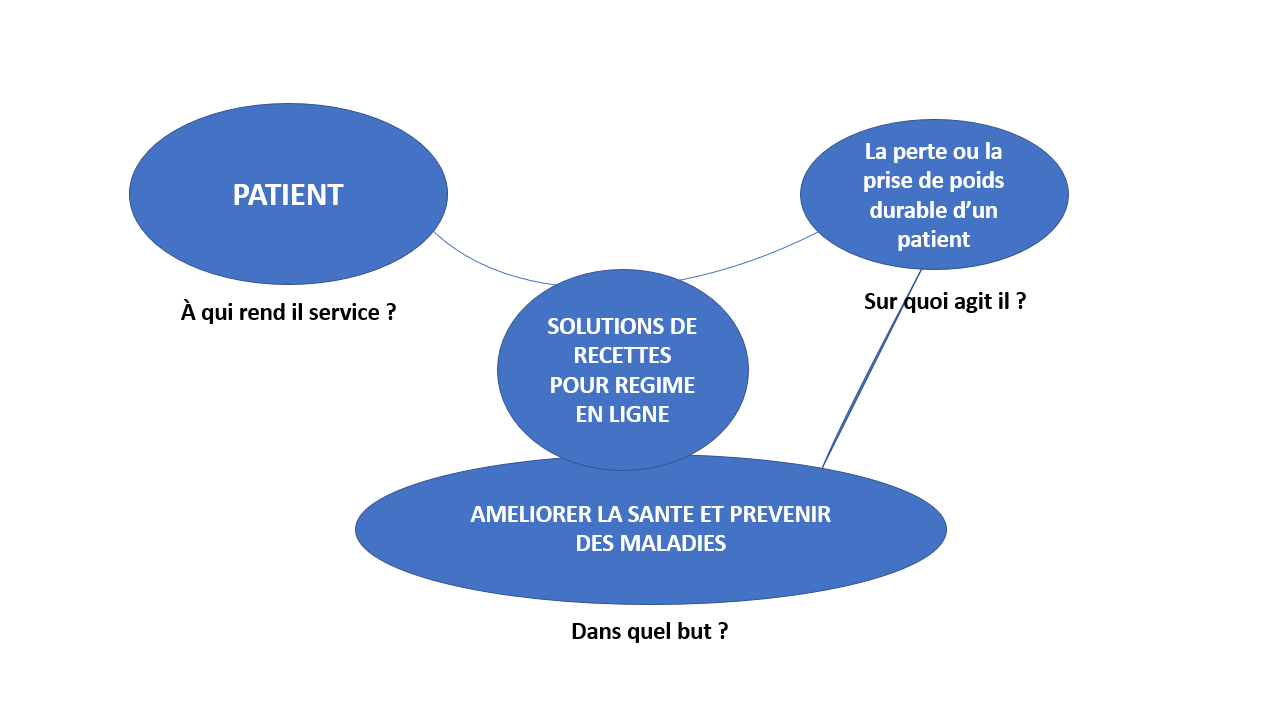 PATIENT
À qui rend il service ?
La perte ou la
prise de poids
durable d’un
patient
Sur quoi agit il ?
SOLUTIONS DE
RECETTES
POUR REGIME
EN LIGNE
AMELIORER LA SANTE ET PREVENIR
DES MALADIES
Dans quel but ?